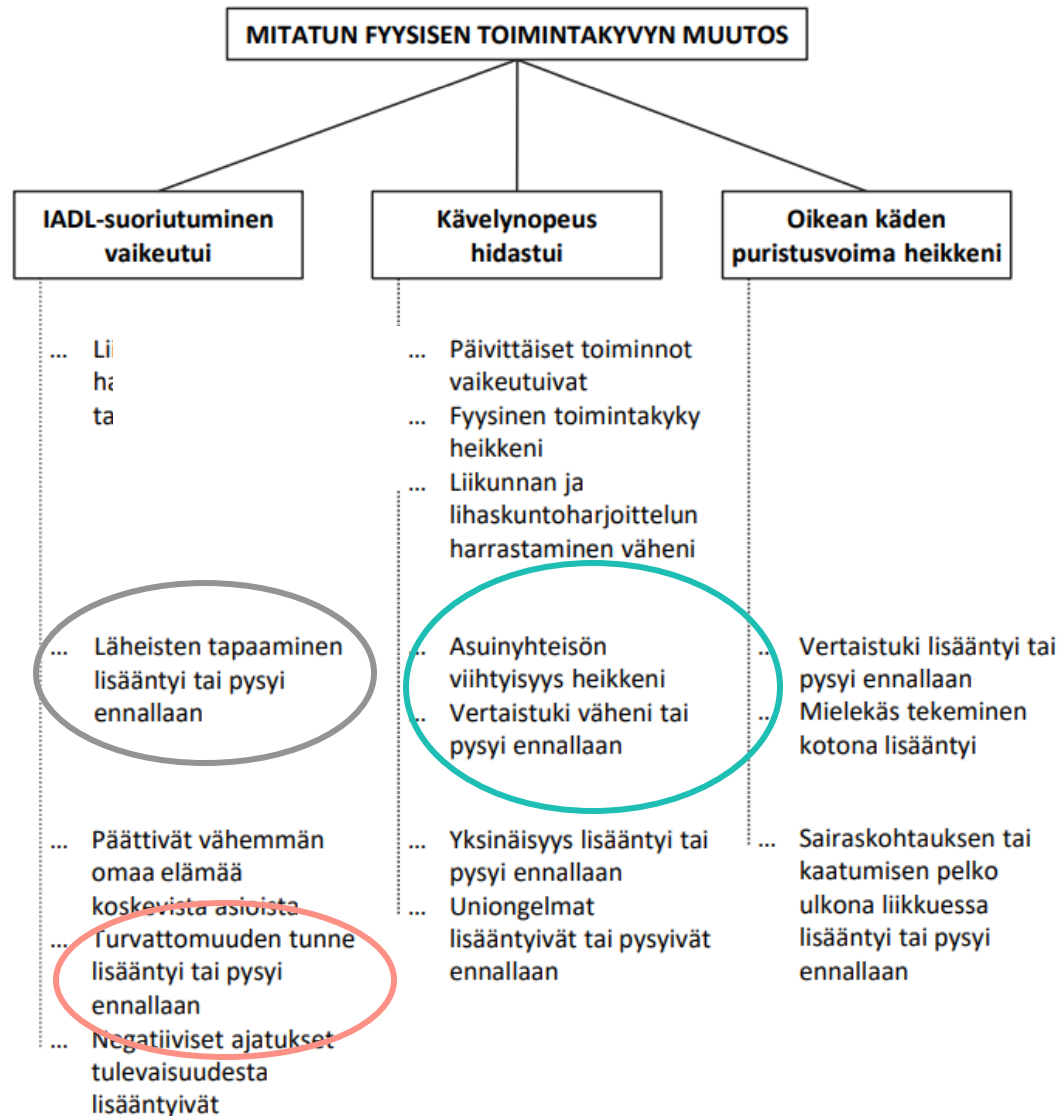 MITATUN FYYSISEN TOIMINTAKYVYN MUUTOS
IADL-suoriutuminen
vaikeutui
... Li
ha
ta
... Läheisten tapaaminen
lisääntyi tai pysyi
ennallaan
... Päättivät vähemmän
omaa elämää
koskevista asioista
... Turvattomuuden tunne
lisääntyi tai pysyi
ennallaan
... Negatiiviset ajatukset
tulevaisuudesta
lisääntyivät
Kävelynopeus
hidastui
... Päivittäiset toiminnot
vaikeutuivat
... Fyysinen toimintakyky
heikkeni
... Liikunnan ja
lihaskuntoharjoittelun
harrastaminen väheni
... Asuinyhteisön
viihtyisyys heikkeni
... Vertaistuki väheni tai
pysyi ennallaan
... Yksinäisyys lisääntyi tai
pysyi ennallaan
... Uniongelmat
lisääntyivät tai pysyivät
ennallaan
Oikean käden
puristusvoima heikkeni
... Vertaistuki lisääntyi tai
pysyi ennallaan
... Mielekäs tekeminen
kotona lisääntyi
... Sairaskohtauksen tai
kaatumisen pelko
ulkona liikkuessa
lisääntyi tai pysyi
ennallaan